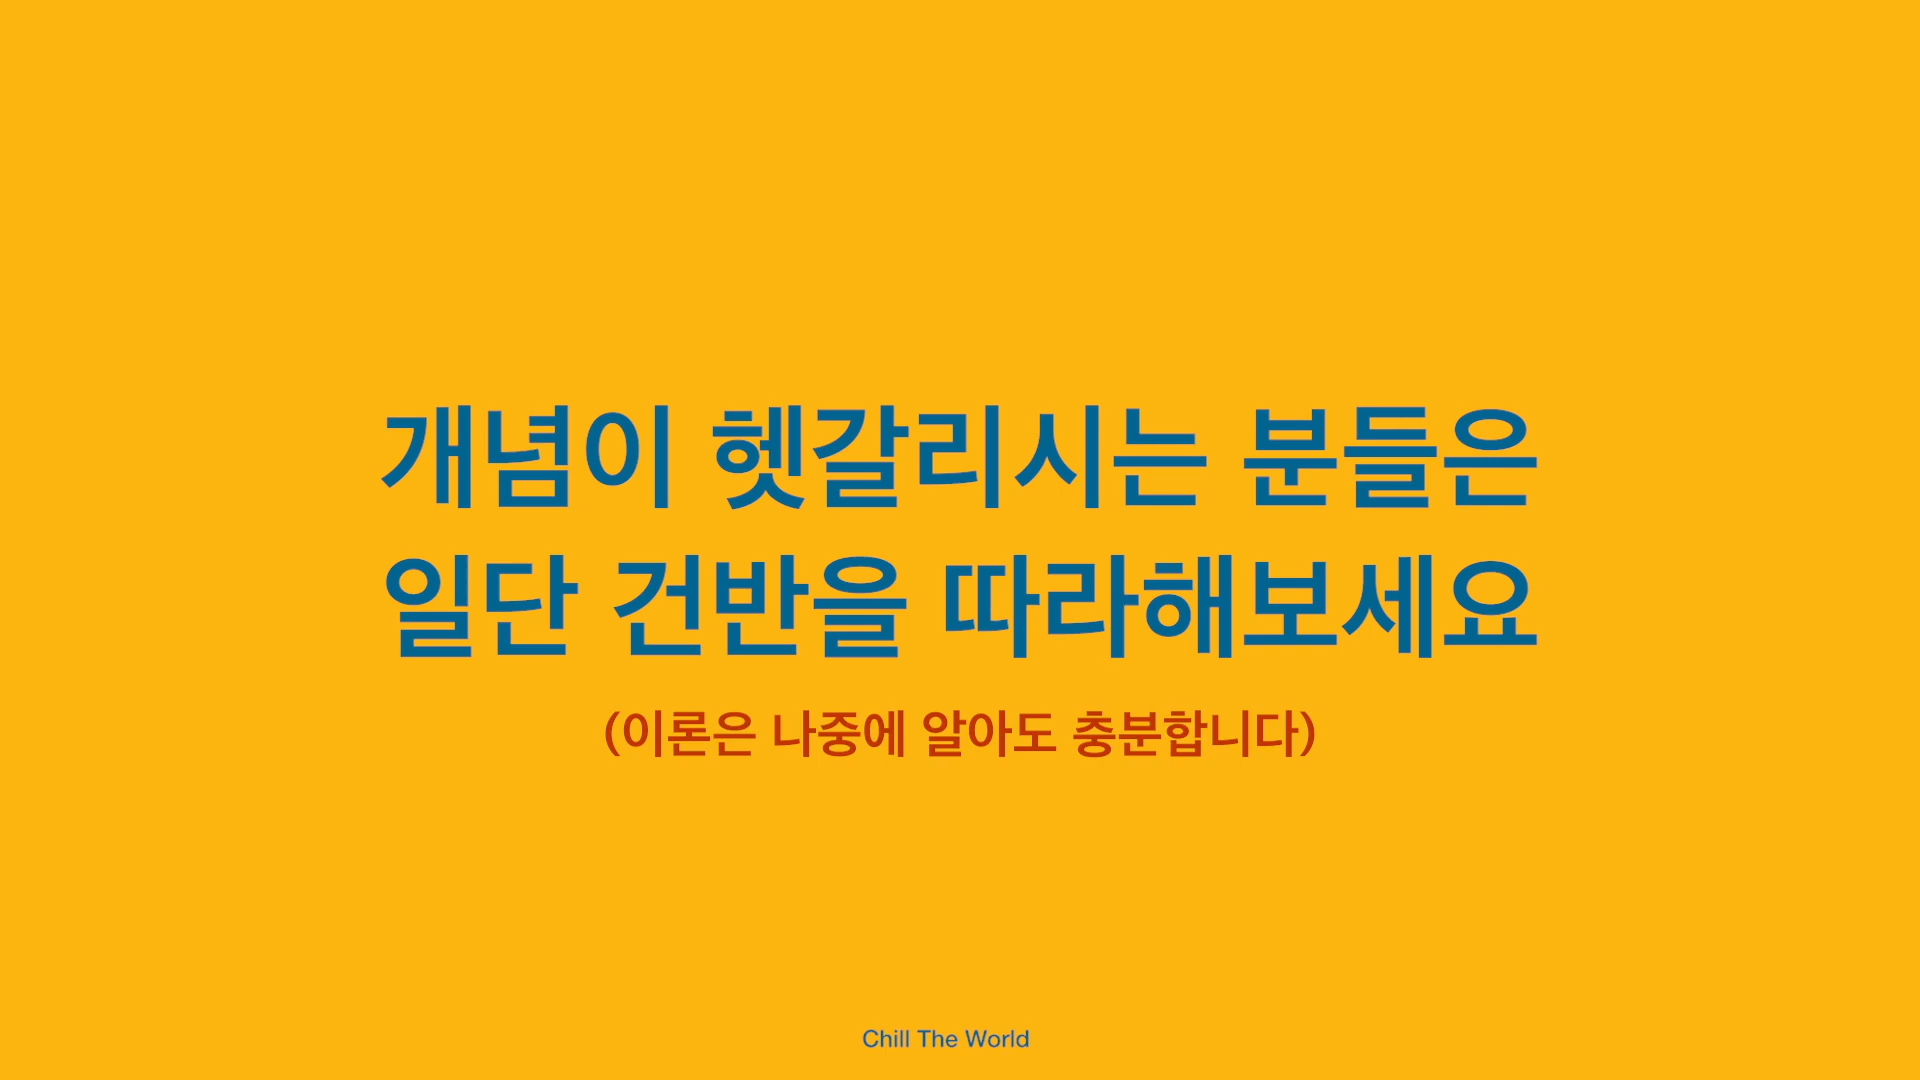 개념이 헷갈리시는 분들은
일단 건반을 따라해보세요
(이론은 나중에 알아도 충분합니다)
Chill The World